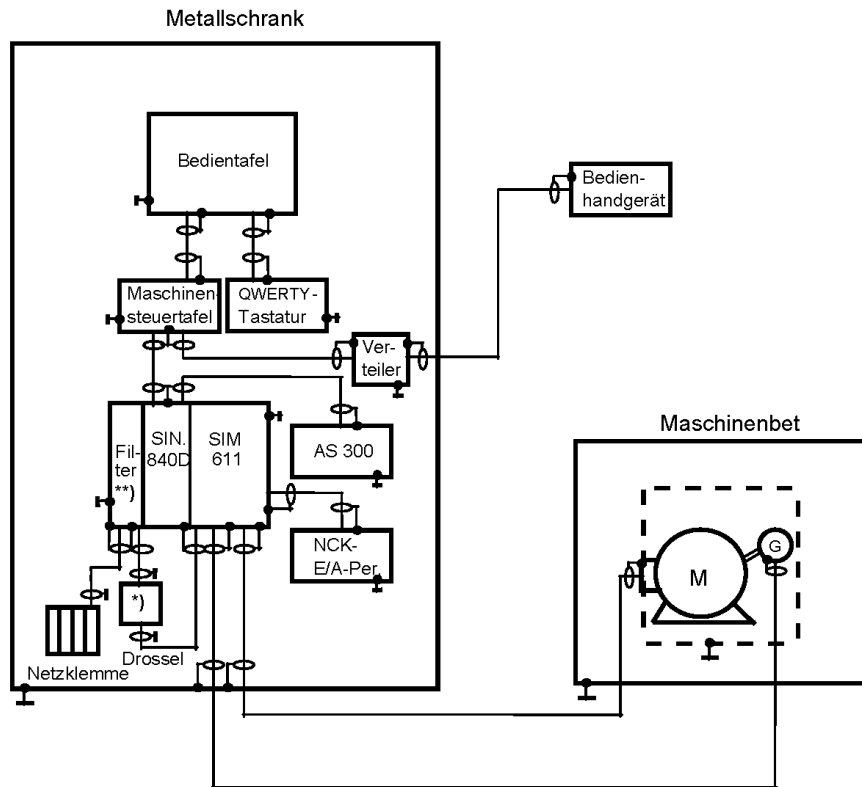 Metallschrank
Bedientafel
Bedien-
handgerät
Maschinen-
steuertafel
QWERTY-
Tastatur
Ver-
teiler
Fil-
ter
**)
SIN.
840D
SIM
611
AS 300
Maschinenbet
NCK-
E/A-Per.
M
G
*)
Drossel
Netzklemme